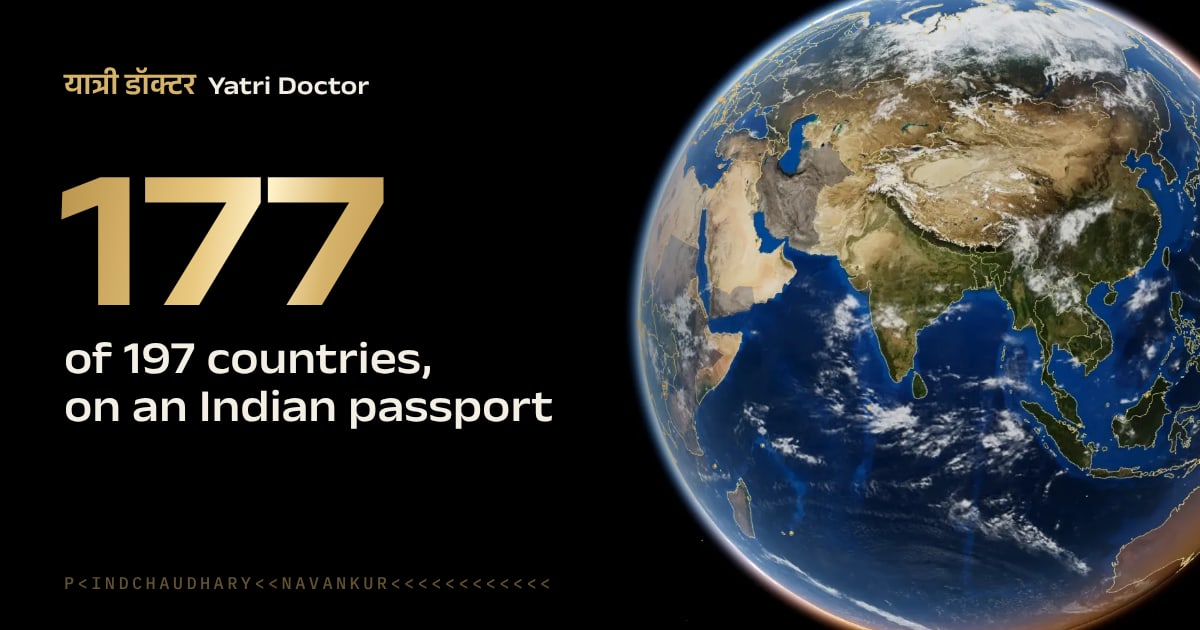 यात्री डॉक्टर Yatri Doctor
177
of 197 countries,
on an Indian passport
P<INDCHAUDHARY<<NAVANKUR<<<<<<<<<<<<